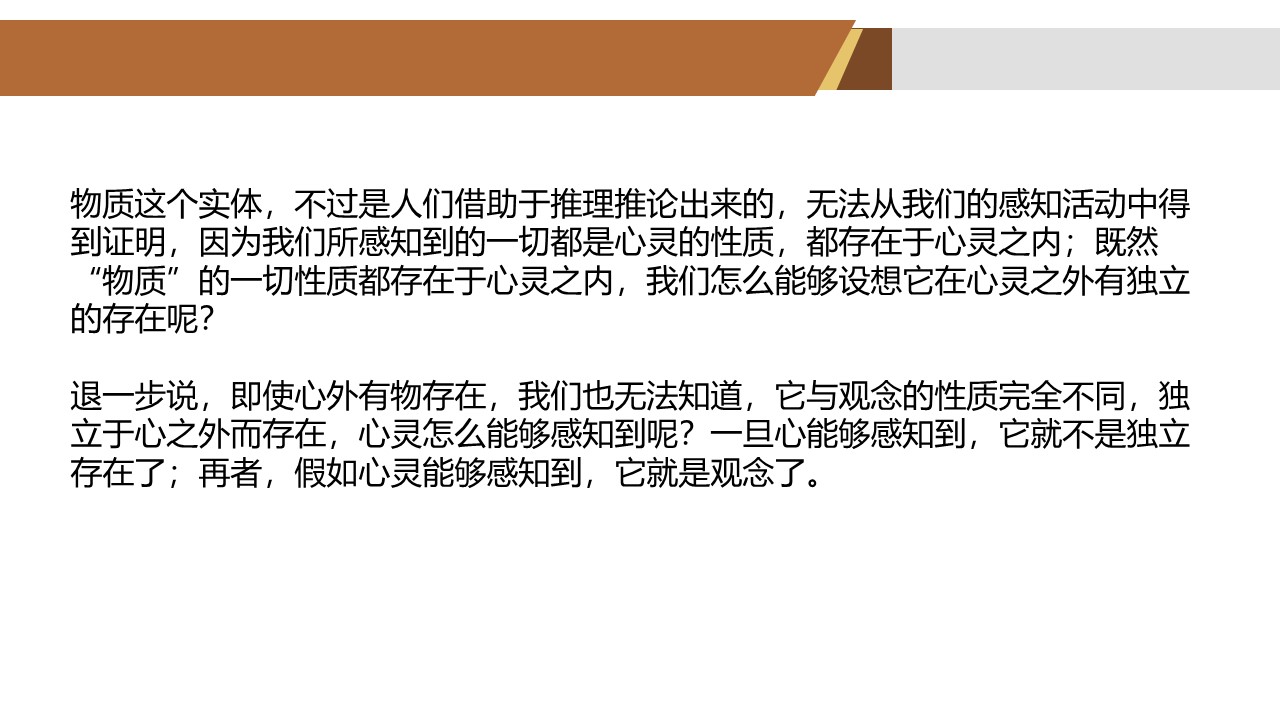 物质这个实体，不过是人们借助于推理推论出来的，无法从我们的感知活动中得
到证明，因为我们所感知到的一切都是心灵的性质，都存在于心灵之内；既然
“物质”的一切性质都存在于心灵之内，我们怎么能够设想它在心灵之外有独立
的存在呢？
退一步说，即使心外有物存在，我们也无法知道，它与观念的性质完全不同，独
立于心之外而存在，心灵怎么能够感知到呢？一旦心能够感知到，它就不是独立
存在了；再者，假如心灵能够感知到，它就是观念了。